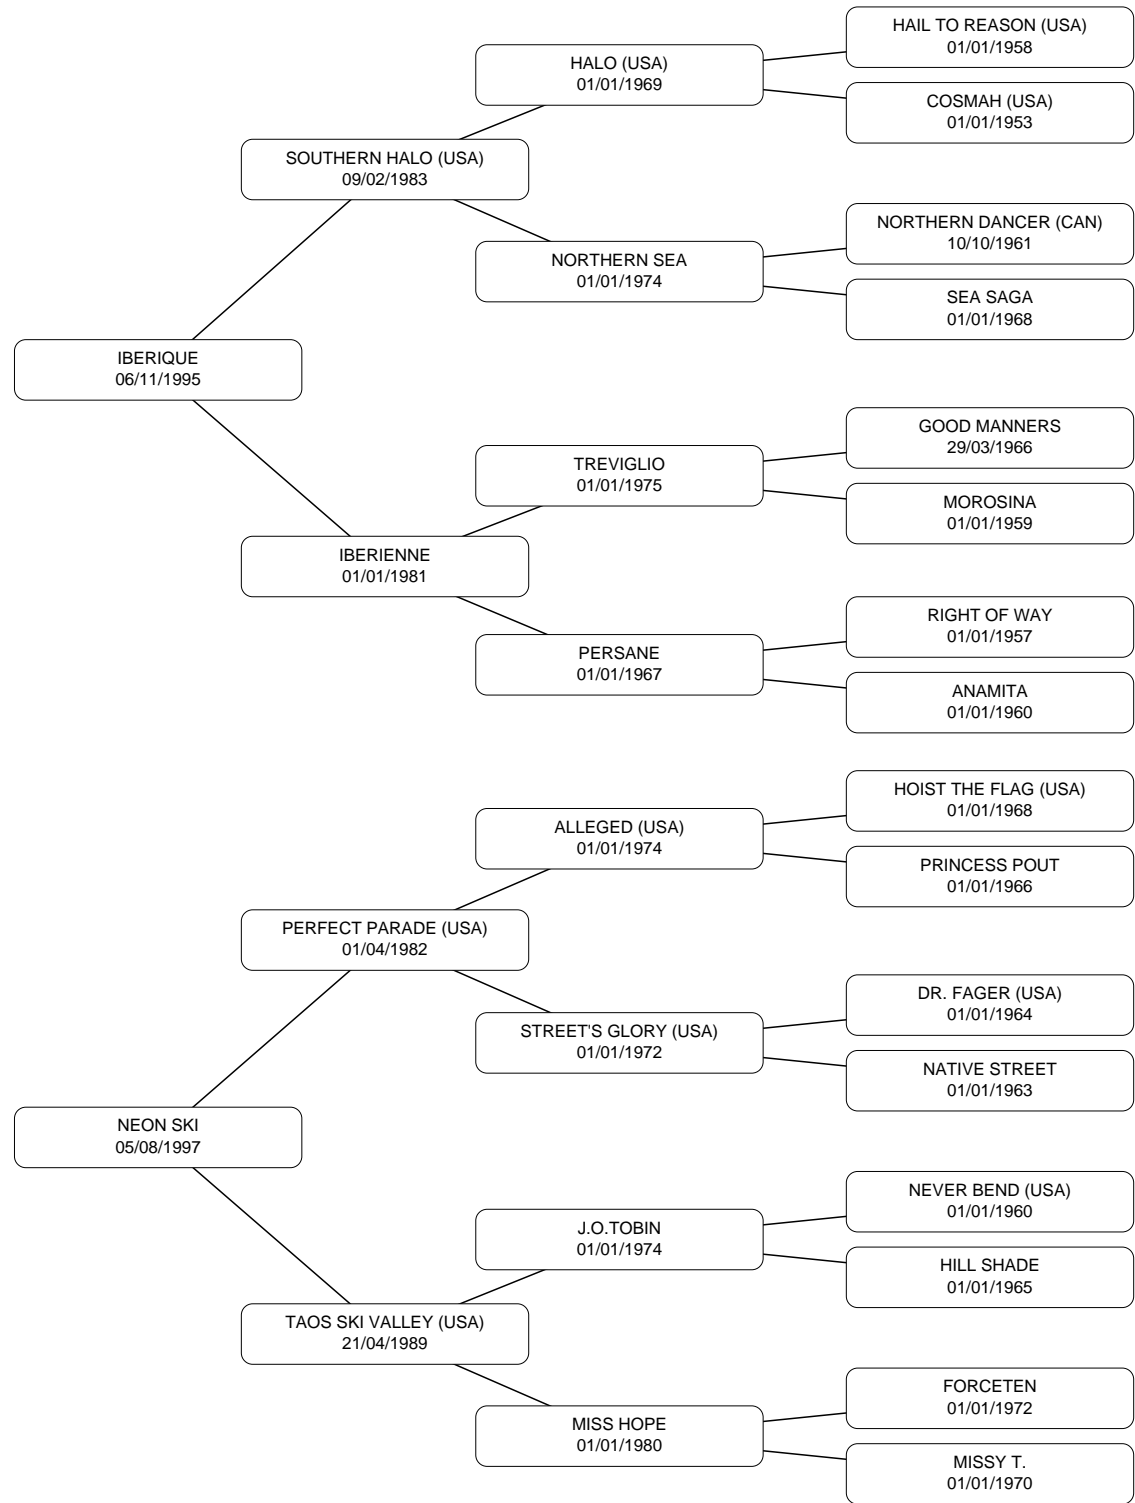 HAIL TO REASON (USA)
01/01/1958
HALO (USA)
01/01/1969
COSMAH (USA)
01/01/1953
SOUTHERN HALO (USA)
09/02/1983
NORTHERN DANCER (CAN)
10/10/1961
NORTHERN SEA
01/01/1974
SEA SAGA
01/01/1968
IBERIQUE
06/11/1995
GOOD MANNERS
29/03/1966
TREVIGLIO
01/01/1975
MOROSINA
01/01/1959
IBERIENNE
01/01/1981
RIGHT OF WAY
01/01/1957
PERSANE
01/01/1967
ANAMITA
01/01/1960
HOIST THE FLAG (USA)
01/01/1968
ALLEGED (USA)
01/01/1974
PRINCESS POUT
01/01/1966
PERFECT PARADE (USA)
01/04/1982
DR. FAGER (USA)
01/01/1964
STREET'S GLORY (USA)
01/01/1972
NATIVE STREET
01/01/1963
NEON SKI
05/08/1997
NEVER BEND (USA)
01/01/1960
J.O.TOBIN
01/01/1974
HILL SHADE
01/01/1965
TAOS SKI VALLEY (USA)
21/04/1989
FORCETEN
01/01/1972
MISS HOPE
01/01/1980
MISSY T.
01/01/1970